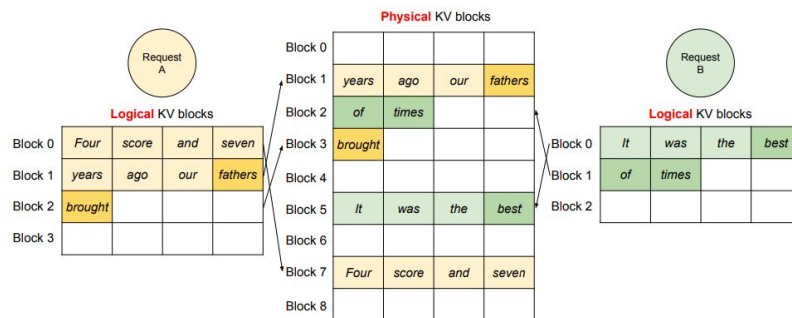 Physical KV blocks
Request A
Logical KV blocks
Block 0 Four score and seven
Block 1 years ago our fathers
Block 2 brought
Block 3
Block 0
Block 1 years ago our fathers
Block 2 of times
Block 3 brought
Block 4
Block 5 It was the best
Block 6
Block 7 Four score and seven
Block 8
Request B
Logical KV blocks
Block 0 It was the best
Block 1 of times
Block 2